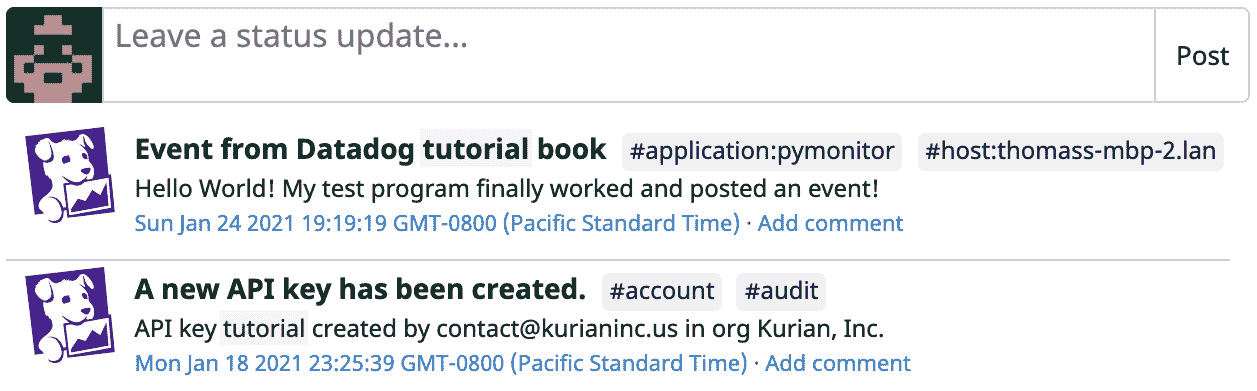 Leave a status update...
Post
Event from Datadog tutorial book #application:pymonitor #host:thomass-mbp-2.lan
Hello World! My test program finally worked and posted an event!
Sun Jan 24 2021 19:19:19 GMT-0800 (Pacific Standard Time) · Add comment
A new API key has been created. #account #audit
API key tutorial created by contact@kurianinc.us in org Kurian, Inc.
Mon Jan 18 2021 23:25:39 GMT-0800 (Pacific Standard Time) · Add comment